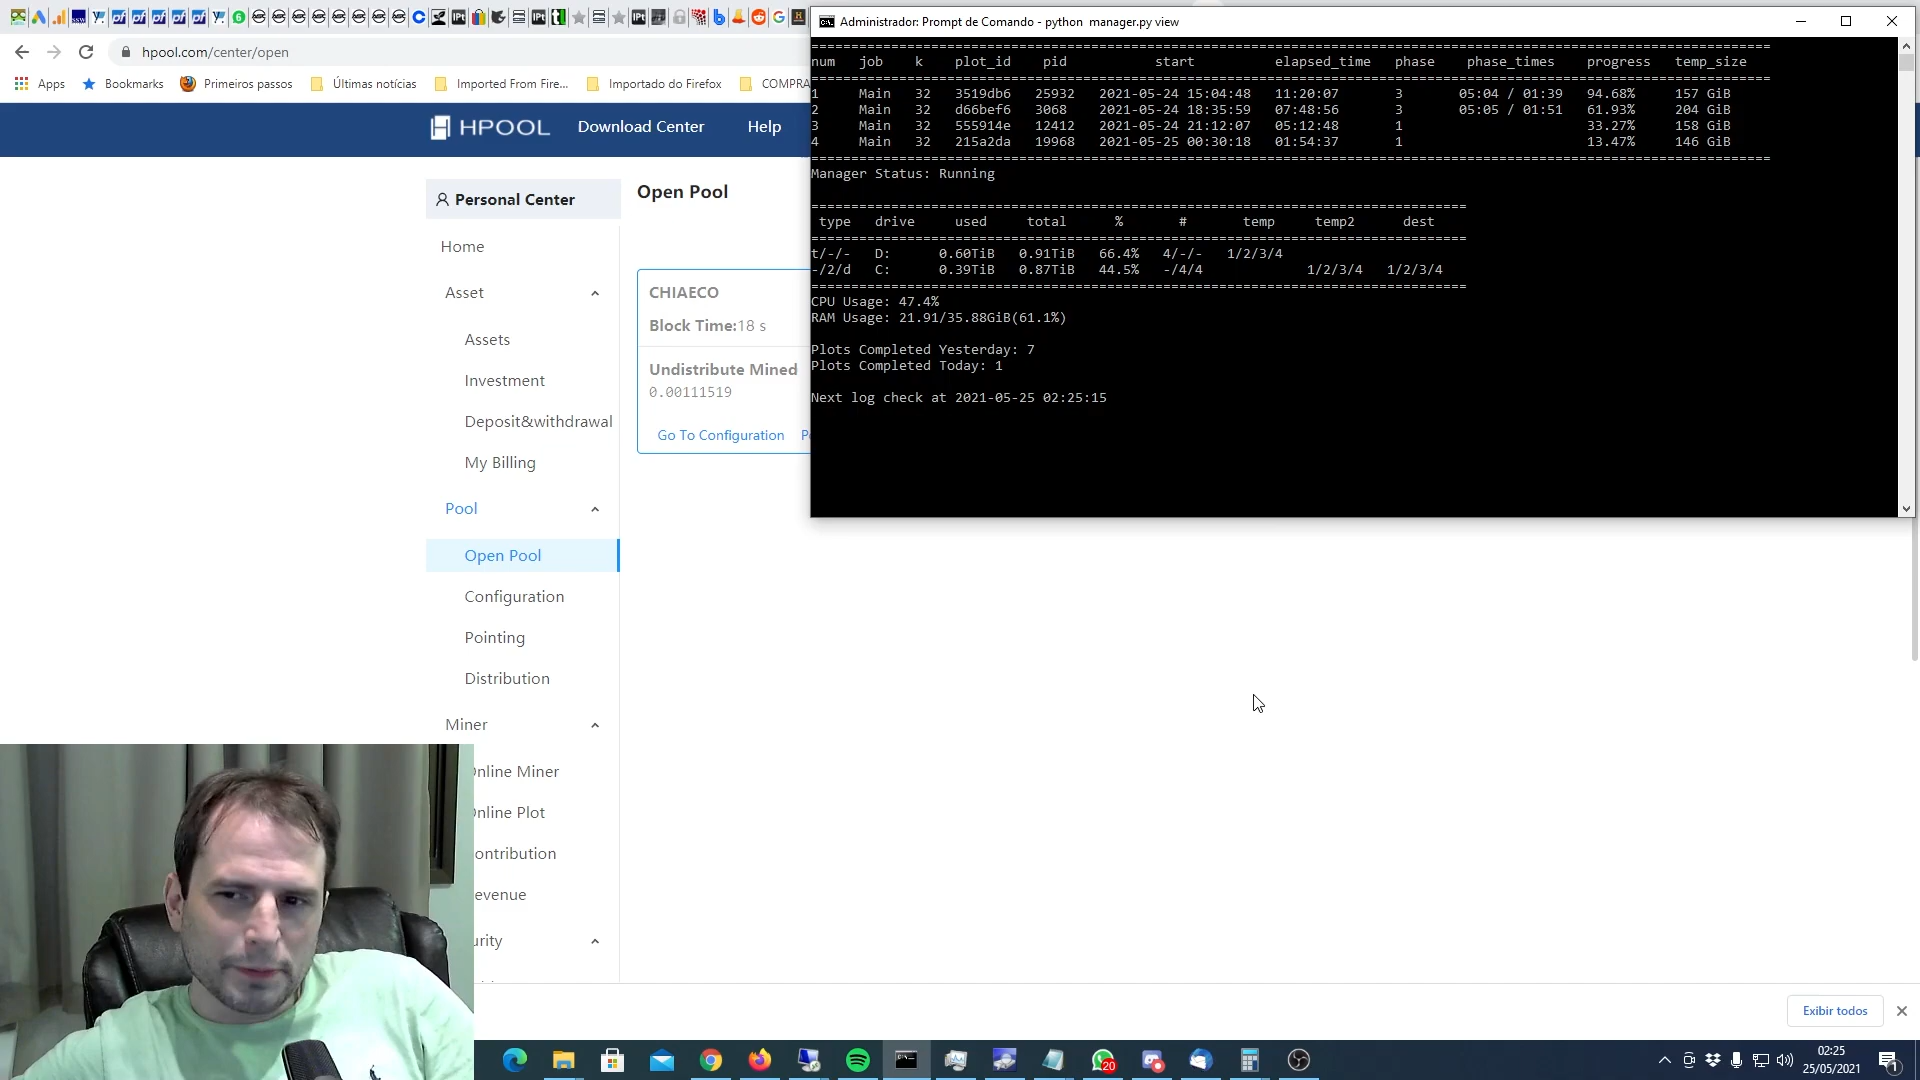 Administrador: Prompt de Comando - python  manager.py view
hpool.com/center/open
Apps
Bookmarks
Primeiros passos
Últimas notícias
Imported From Fire...
Importado do Firefox
COMPRA
HPOOL
Download Center
Help
Personal Center
Home
Asset
Assets
Investment
Deposit&withdrawal
My Billing
Pool
Open Pool
Configuration
Pointing
Distribution
Miner
nline Miner
nline Plot
ontribution
evenue
urity
Open Pool
CHIAECO
Block Time:18 s
Undistribute Mined
0.00111519
Go To Configuration
num job k plot_id pid start elapsed_time phase phase_times progress temp_size
1 Main 32 3519db6 25932 2021-05-24 15:04:48 11:20:07 3 05:04 / 01:39 94.68% 157 GiB
2 Main 32 d66bef6 3068 2021-05-24 18:35:59 07:48:56 3 05:05 / 01:51 61.93% 204 GiB
3 Main 32 555914e 12412 2021-05-24 21:12:07 05:12:48 1 33.27% 158 GiB
4 Main 32 215a2da 19968 2021-05-25 00:30:18 01:54:37 1 13.47% 146 GiB
Manager Status: Running
type drive used total % # temp temp2 dest
t/-/- D: 0.60TiB 0.91TiB 66.4% 4/-/- 1/2/3/4
-/2/d C: 0.39TiB 0.87TiB 44.5% -/4/4 1/2/3/4 1/2/3/4
CPU Usage: 47.4%
RAM Usage: 21.91/35.88GiB(61.1%)
Plots Completed Yesterday: 7
Plots Completed Today: 1
Next log check at 2021-05-25 02:25:15
Exibir todos
20
02:25
25/05/2021
1